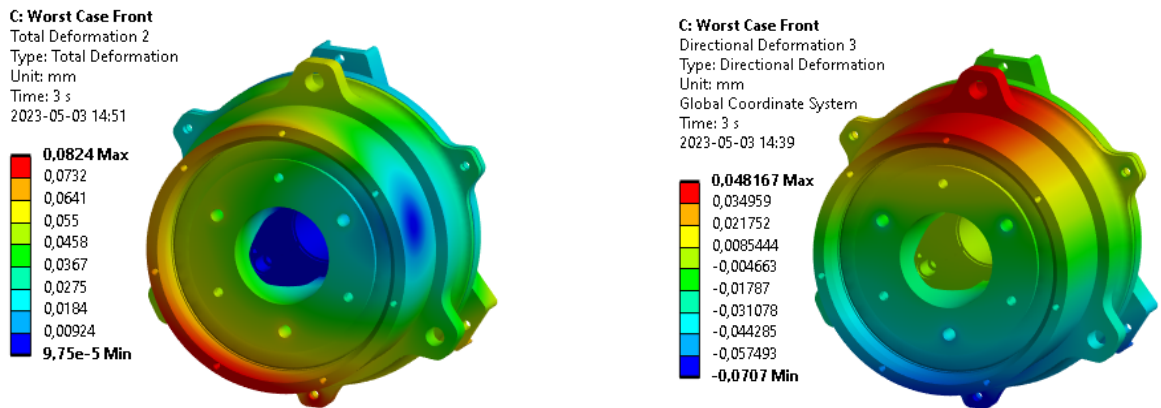 C: Worst Case Front
Total Deformation 2
Type: Total Deformation
Unit: mm
Time: 3 s
2023-05-03 14:51
0,0824 Max
0,0732
0,0641
0,055
0,0458
0,0367
0,0275
0,0184
0,00924
9,75e-5 Min
C: Worst Case Front
Directional Deformation 3
Type: Directional Deformation
Unit: mm
Global Coordinate System
Time: 3 s
2023-05-03 14:39
0,048167 Max
0,034959
0,021752
0,0085444
-0,004663
-0,01787
-0,031078
-0,044285
-0,057493
-0,0707 Min